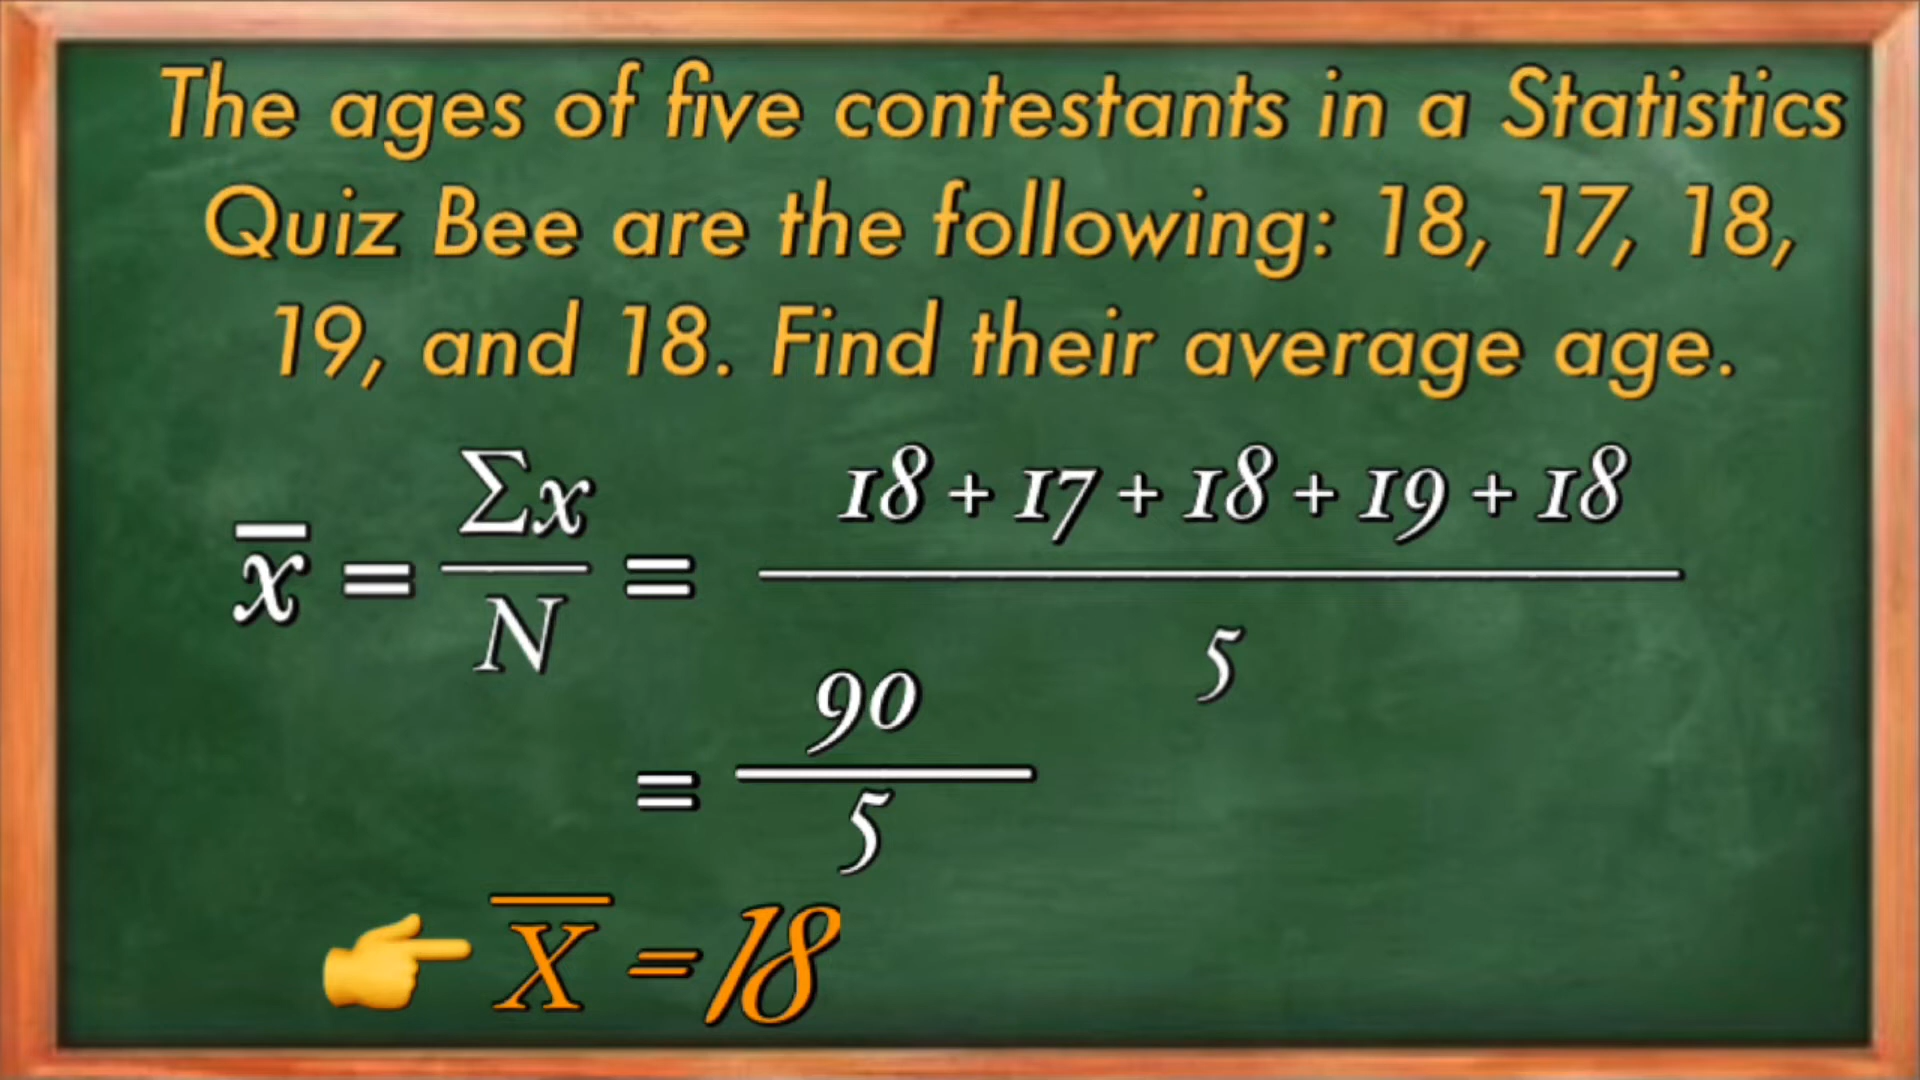 The ages of five contestants in a Statistics
Quiz Bee are the following: 18, 17, 18,
19, and 18. Find their average age.
x̅ = Σx/N = 18 + 17 + 18 + 19 + 18/5
= 90/5
👉 X̅ = 18